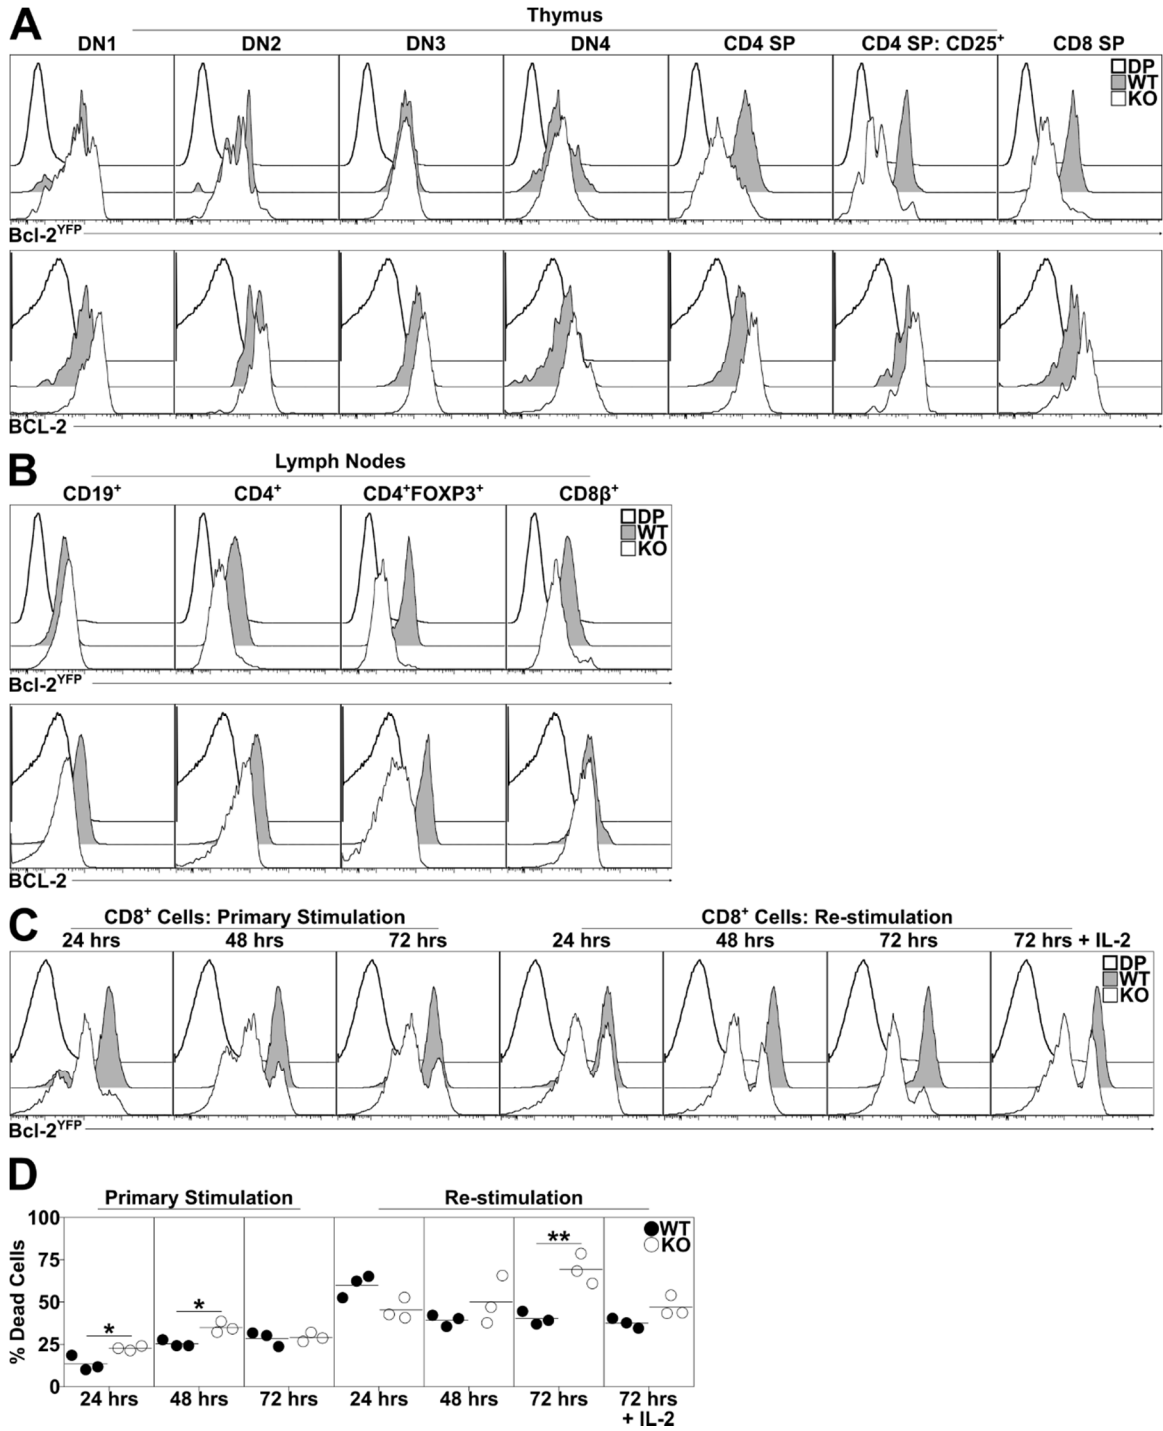 A
Thymus
DN1 DN2 DN3 DN4 CD4 SP CD4 SP: CD25+ CD8 SP
DP
WT
KO
Bcl-2YFP
BCL-2
B
Lymph Nodes
CD19+ CD4+ CD4+FOXP3+ CD8β+
DP
WT
KO
Bcl-2YFP
BCL-2
C
CD8+ Cells: Primary Stimulation CD8+ Cells: Re-stimulation
24 hrs 48 hrs 72 hrs 24 hrs 48 hrs 72 hrs 72 hrs + IL-2
DP
WT
KO
Bcl-2YFP
D
Primary Stimulation Re-stimulation
% Dead Cells
100
75
50
25
0
* * **
WT
KO
24 hrs 48 hrs 72 hrs 24 hrs 48 hrs 72 hrs 72 hrs
+ IL-2